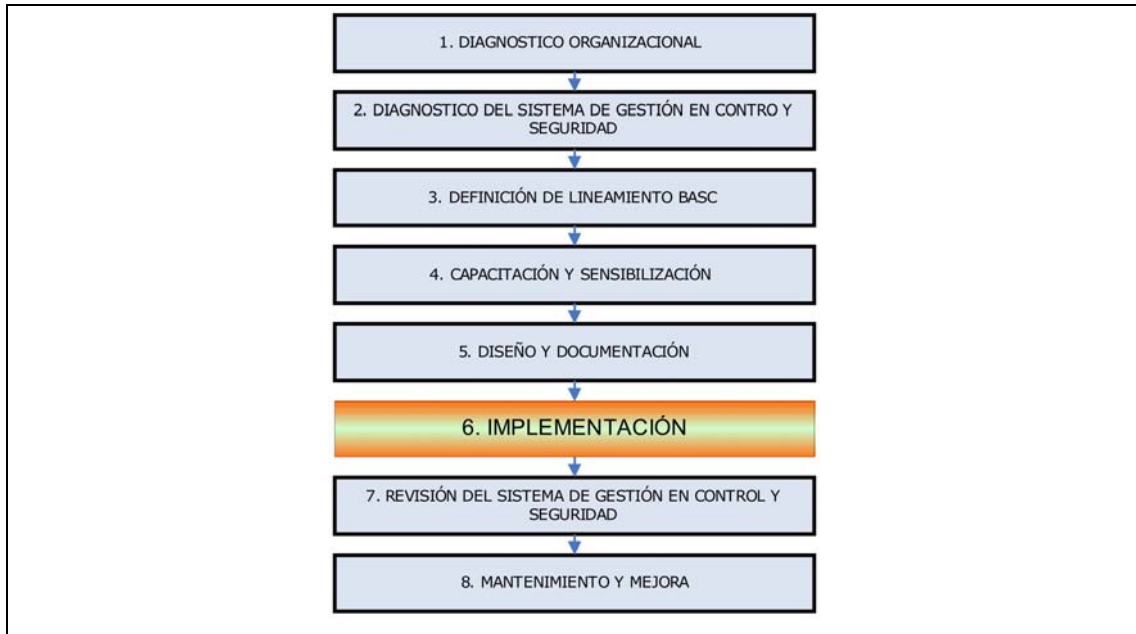 1. DIAGNOSTICO ORGANIZACIONAL
2. DIAGNOSTICO DEL SISTEMA DE GESTIÓN EN CONTRO Y
SEGURIDAD
3. DEFINICIÓN DE LINEAMIENTO BASC
4. CAPACITACIÓN Y SENSIBILIZACIÓN
5. DISEÑO Y DOCUMENTACIÓN
6. IMPLEMENTACIÓN
7. REVISIÓN DEL SISTEMA DE GESTIÓN EN CONTROL Y
SEGURIDAD
8. MANTENIMIENTO Y MEJORA